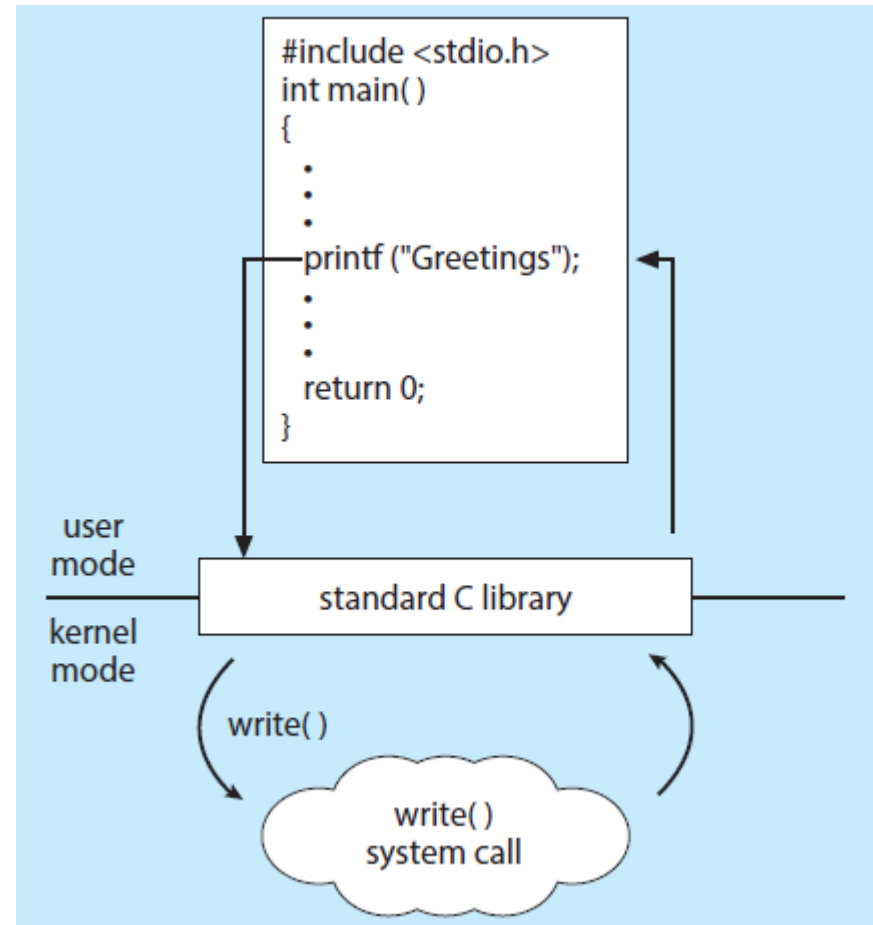 #include <stdio.h>
int main( )
{
•
•
•
printf ("Greetings");
•
•
•
return 0;
}
user
mode
standard C library
kernel
mode
write( )
write( )
system call